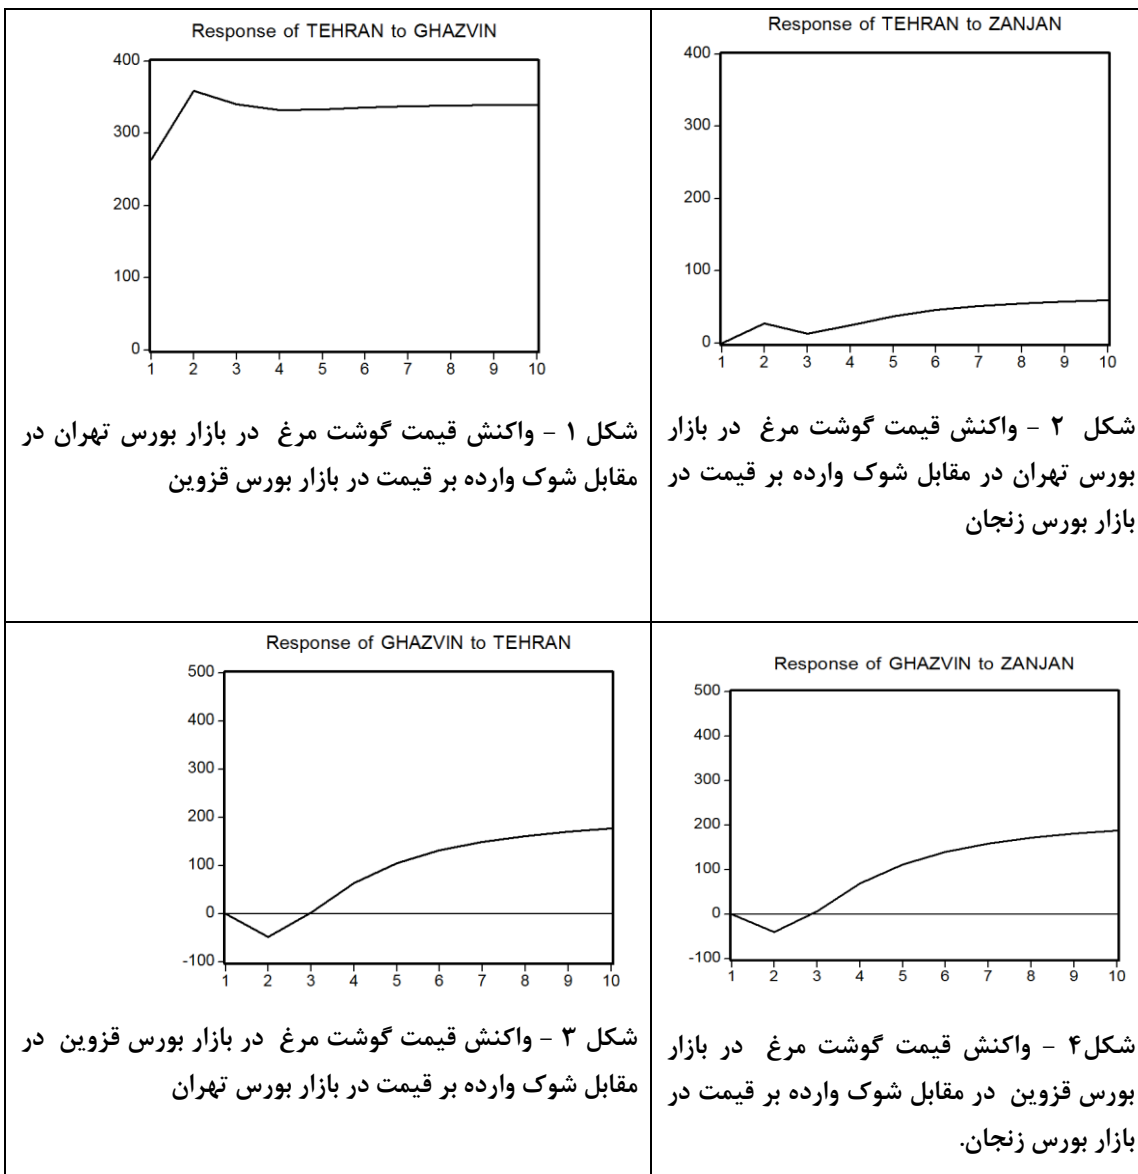 Response of TEHRAN to GHAZVIN
400
300
200
100
0
1 2 3 4 5 6 7 8 9 10
شکل ۱ - واکنش قیمت گوشت مرغ در بازار بورس تهران در
مقابل شوک وارده بر قیمت در بازار بورس قزوین
Response of TEHRAN to ZANJAN
400
300
200
100
0
1 2 3 4 5 6 7 8 9 10
شکل ۲ - واکنش قیمت گوشت مرغ در بازار
بورس تهران در مقابل شوک وارده بر قیمت در
بازار بورس زنجان
Response of GHAZVIN to TEHRAN
500
400
300
200
100
0
-100
1 2 3 4 5 6 7 8 9 10
شکل ۳ - واکنش قیمت گوشت مرغ در بازار بورس قزوین در
مقابل شوک وارده بر قیمت در بازار بورس تهران
Response of GHAZVIN to ZANJAN
500
400
300
200
100
0
-100
1 2 3 4 5 6 7 8 9 10
شکل۴ - واکنش قیمت گوشت مرغ در بازار
بورس قزوین در مقابل شوک وارده بر قیمت در
بازار بورس زنجان.